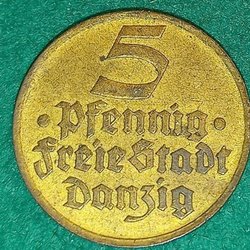 5
· Pfennig ·
Freie Stadt
Danzig